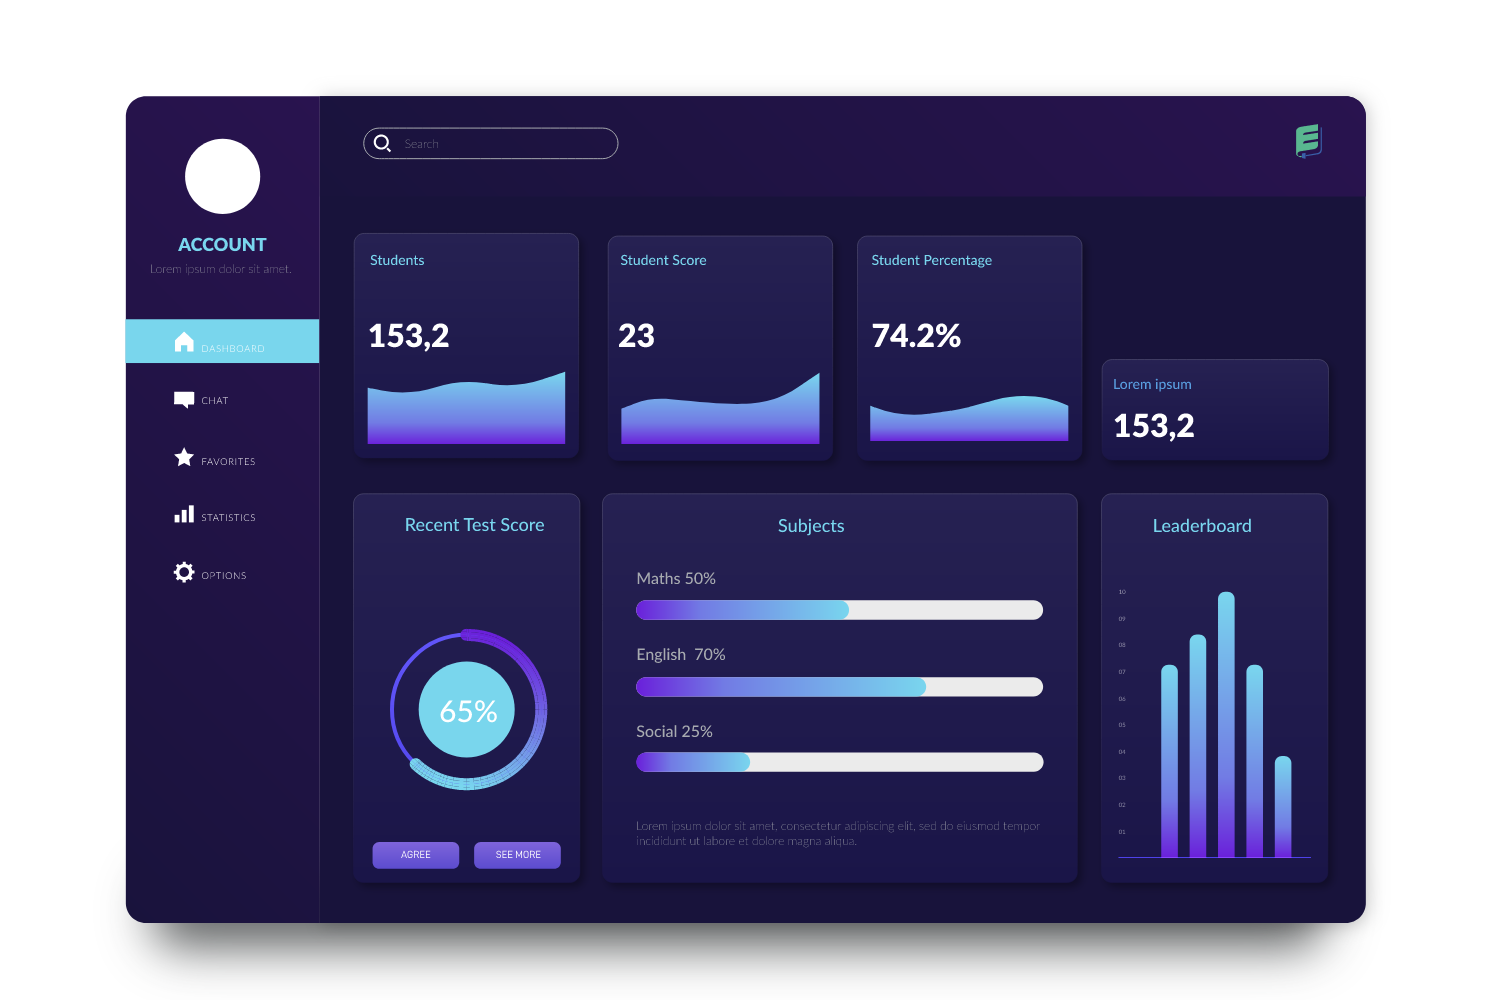 Search
ACCOUNT
Lorem ipsum dolor sit amet.
DASHBOARD
CHAT
FAVORITES
STATISTICS
OPTIONS
Students
153,2
Student Score
23
Student Percentage
74.2%
Lorem ipsum
153,2
Recent Test Score
65%
AGREE
SEE MORE
Subjects
Maths 50%
English  70%
Social 25%
Lorem ipsum dolor sit amet, consectetur adipiscing elit, sed do eiusmod tempor
incididunt ut labore et dolore magna aliqua.
Leaderboard
10
09
08
07
06
05
04
03
02
01